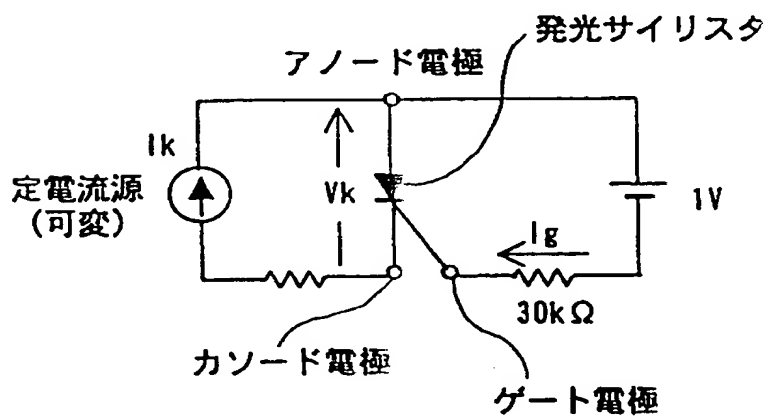 発光サイリスタ
アノード電極
Ik
定電流源
(可変)
Vk
1V
Ig
30kΩ
カソード電極
ゲート電極